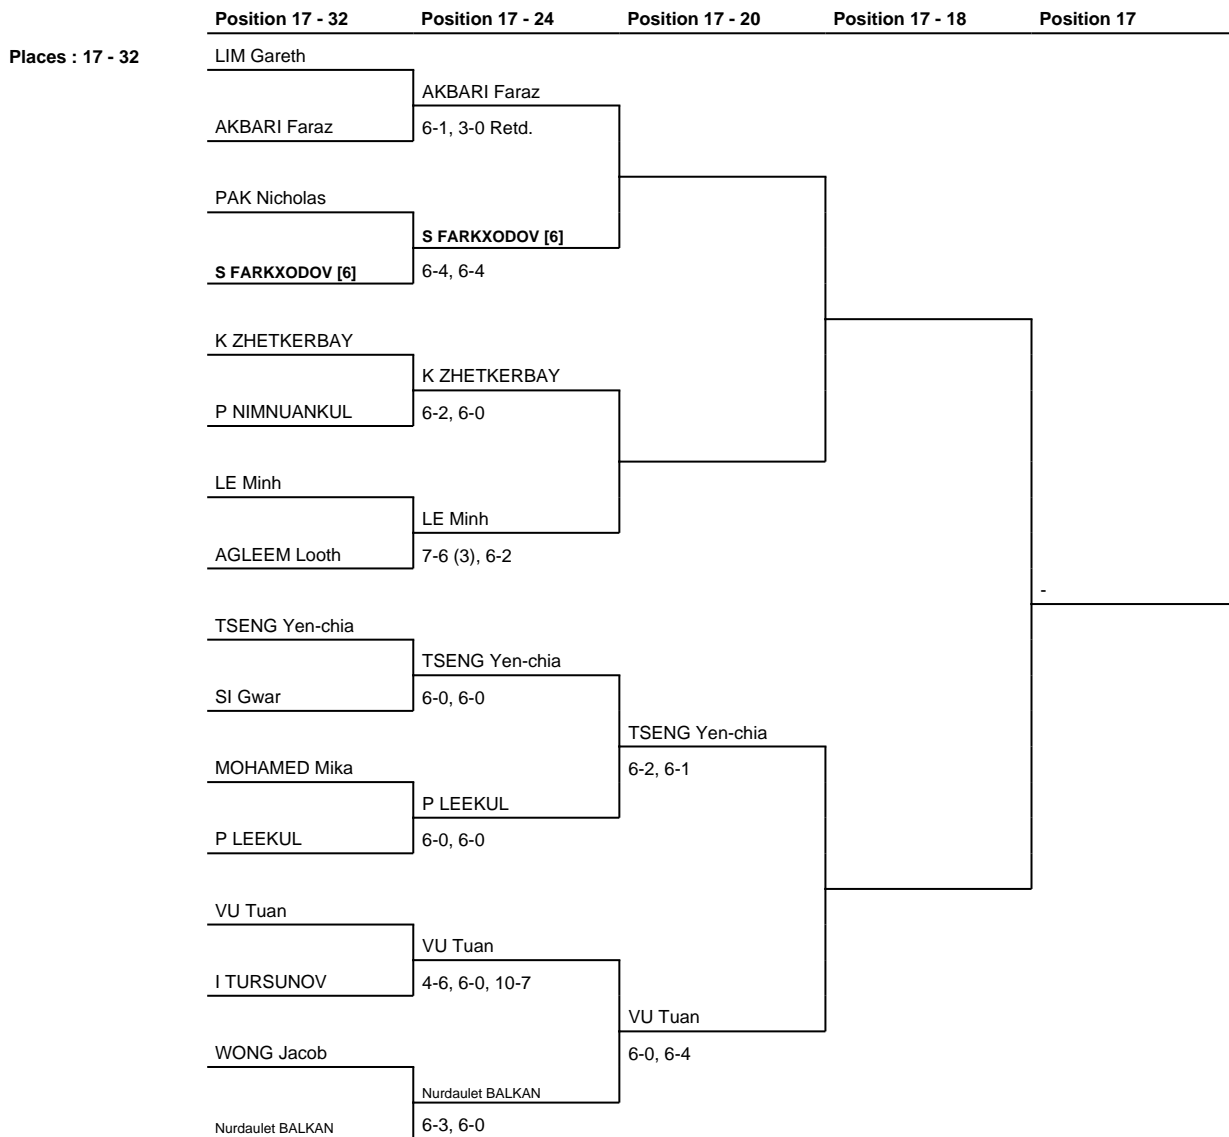 Position 17 - 32 Position 17 - 24 Position 17 - 20 Position 17 - 18 Position 17
Places : 17 - 32 LIM Gareth
AKBARI Faraz
AKBARI Faraz 6-1, 3-0 Retd.
PAK Nicholas
S FARKXODOV [6]
S FARKXODOV [6] 6-4, 6-4
K ZHETKERBAY
K ZHETKERBAY
P NIMNUANKUL 6-2, 6-0
LE Minh
LE Minh
AGLEEM Looth 7-6 (3), 6-2
-
TSENG Yen-chia
TSENG Yen-chia
SI Gwar 6-0, 6-0
TSENG Yen-chia
MOHAMED Mika 6-2, 6-1
P LEEKUL
P LEEKUL 6-0, 6-0
VU Tuan
VU Tuan
I TURSUNOV 4-6, 6-0, 10-7
VU Tuan
WONG Jacob 6-0, 6-4
Nurdaulet BALKAN
Nurdaulet BALKAN 6-3, 6-0